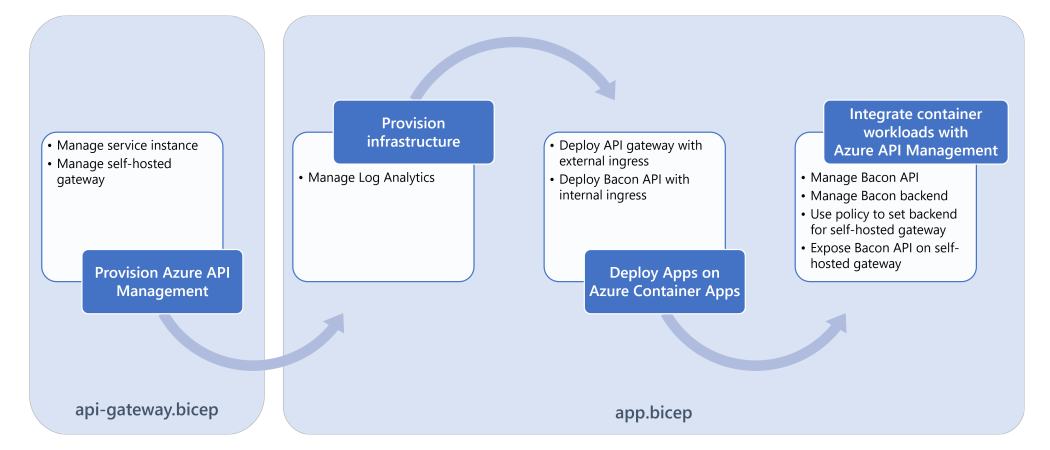 • Manage service instance
• Manage self-hosted
gateway
Provision Azure API
Management
api-gateway.bicep
Provision
infrastructure
• Manage Log Analytics
• Deploy API gateway with
external ingress
• Deploy Bacon API with
internal ingress
Deploy Apps on
Azure Container Apps
Integrate container
workloads with
Azure API Management
• Manage Bacon API
• Manage Bacon backend
• Use policy to set backend
for self-hosted gateway
• Expose Bacon API on self-
hosted gateway
app.bicep